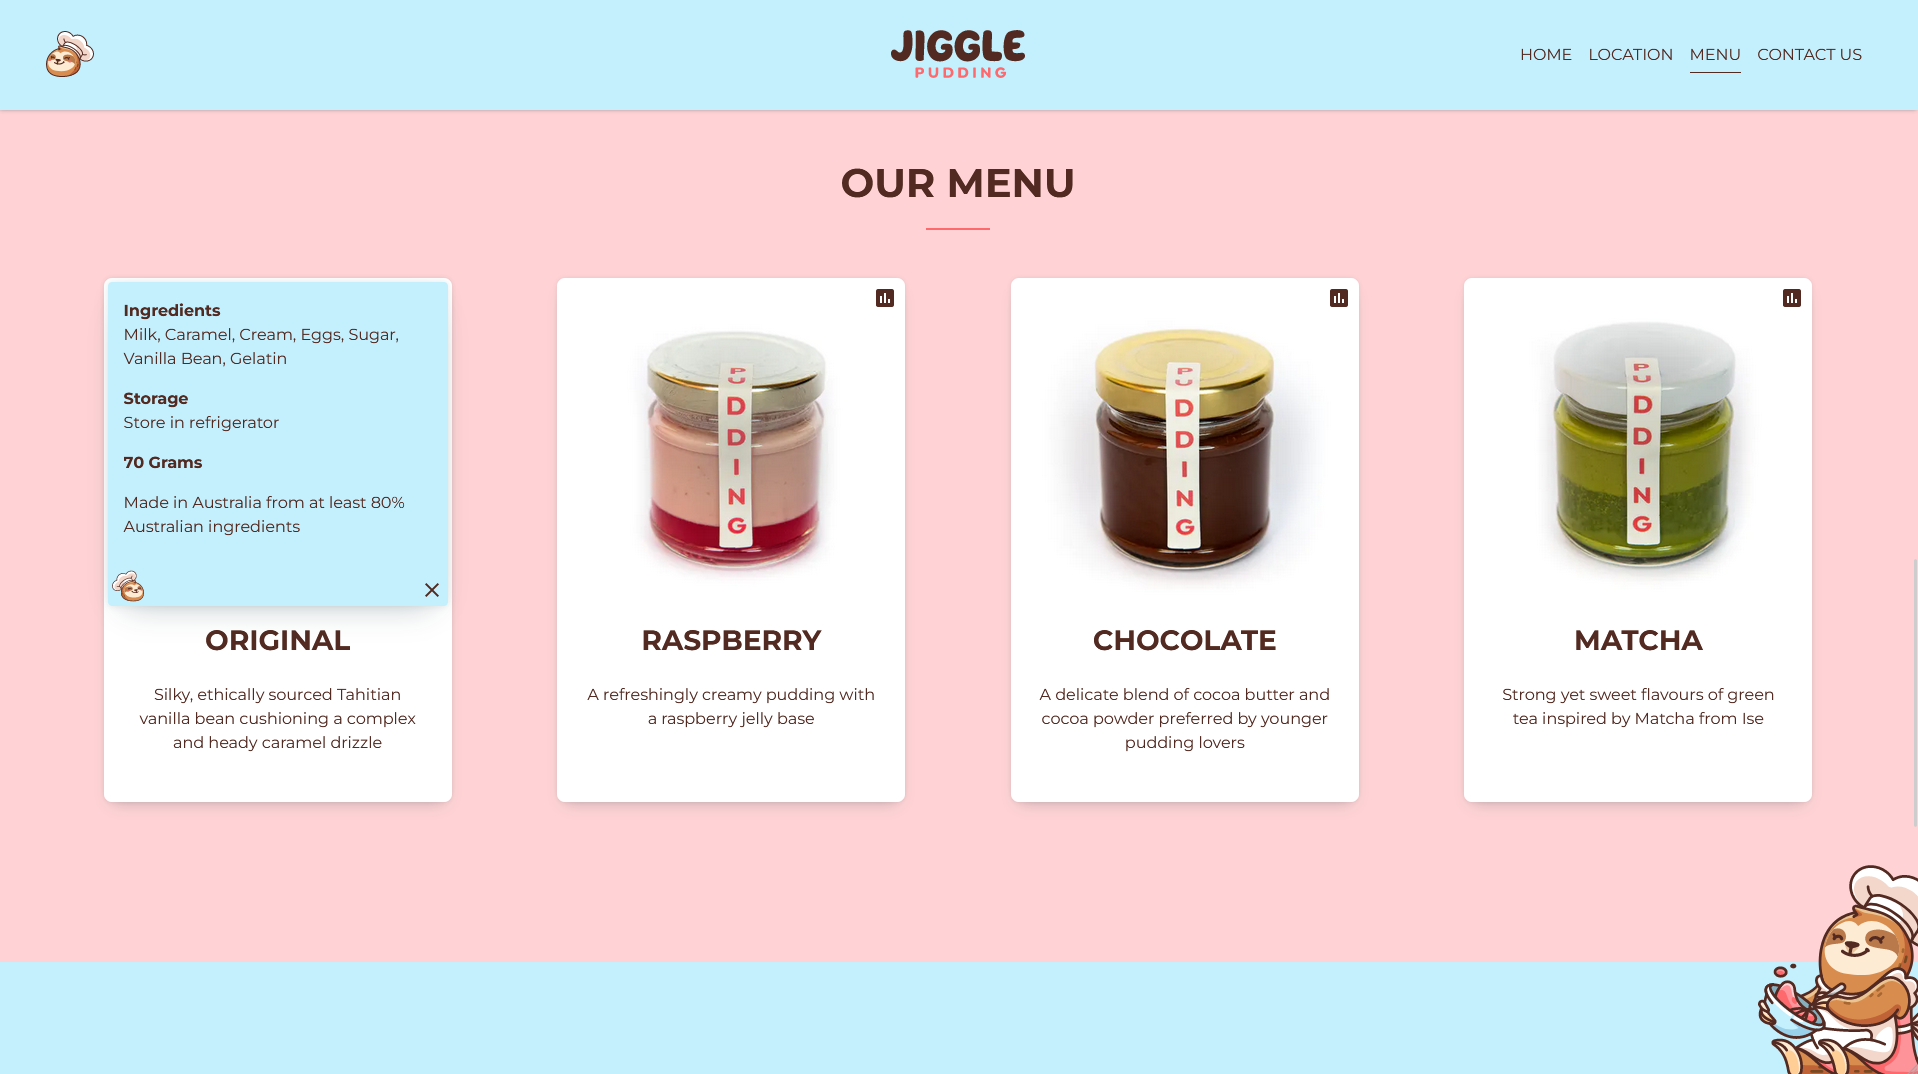 JIGGLE
PUDDING
HOME LOCATION MENU CONTACT US
OUR MENU
Ingredients
Milk, Caramel, Cream, Eggs, Sugar,
Vanilla Bean, Gelatin
Storage
Store in refrigerator
70 Grams
Made in Australia from at least 80%
Australian ingredients
ORIGINAL
Silky, ethically sourced Tahitian
vanilla bean cushioning a complex
and heady caramel drizzle
PUDDING
RASPBERRY
A refreshingly creamy pudding with
a raspberry jelly base
PUDDING
CHOCOLATE
A delicate blend of cocoa butter and
cocoa powder preferred by younger
pudding lovers
PUDDING
MATCHA
Strong yet sweet flavours of green
tea inspired by Matcha from Ise